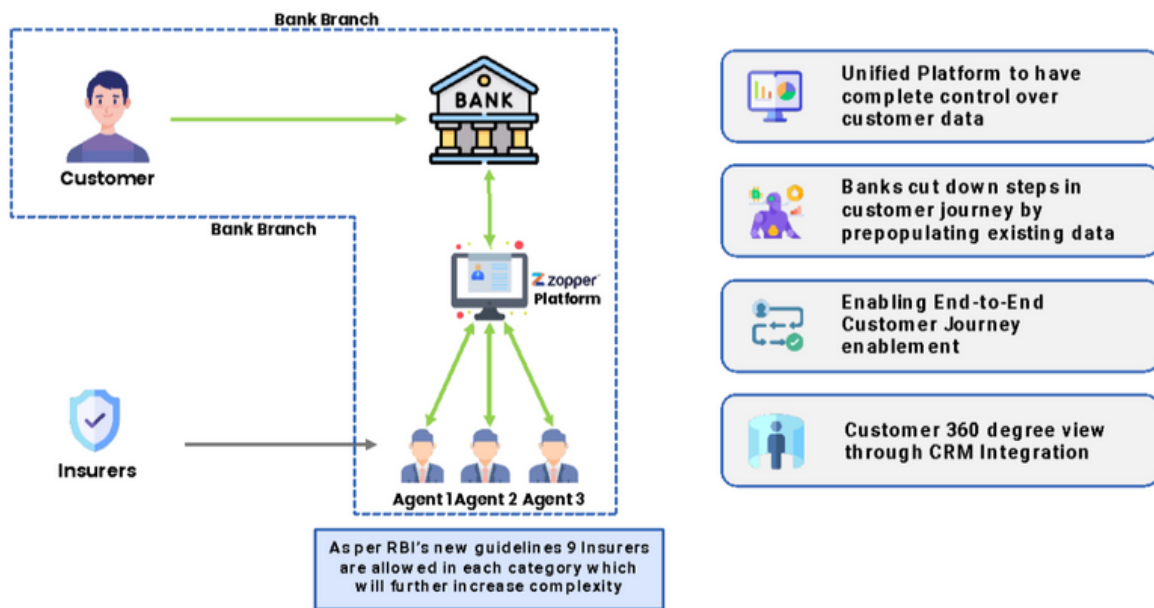 Bank Branch
BANK
Customer
Bank Branch
zopper
Platform
Insurers
Agent 1 Agent 2 Agent 3
As per RBI's new guidelines 9 Insurers
are allowed in each category which
will further increase complexity
Unified Platform to have
complete control over
customer data
Banks cut down steps in
customer journey by
prepopulating existing data
Enabling End-to-End
Customer Journey
enablement
Customer 360 degree view
through CRM Integration